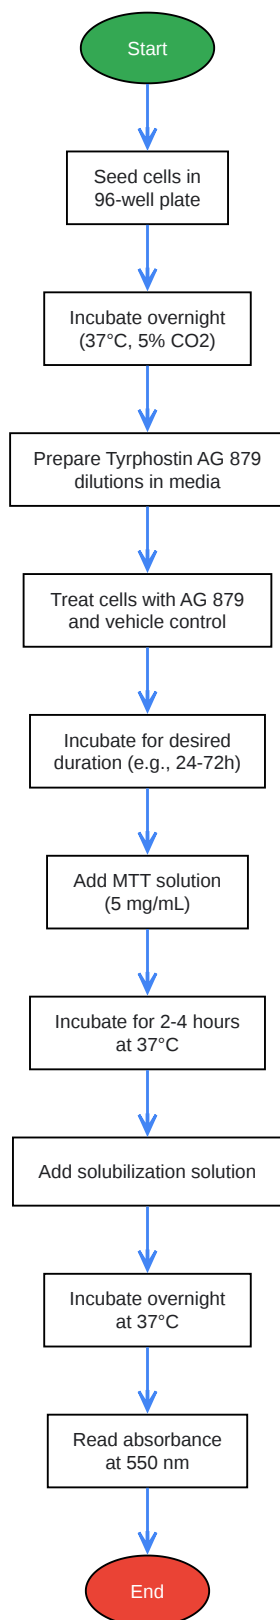 Start
Seed cells in
96-well plate
Incubate overnight
(37°C, 5% CO2)
Prepare Tyrphostin AG 879
dilutions in media
Treat cells with AG 879
and vehicle control
Incubate for desired
duration (e.g., 24-72h)
Add MTT solution
(5 mg/mL)
Incubate for 2-4 hours
at 37°C
Add solubilization solution
Incubate overnight
at 37°C
Read absorbance
at 550 nm
End